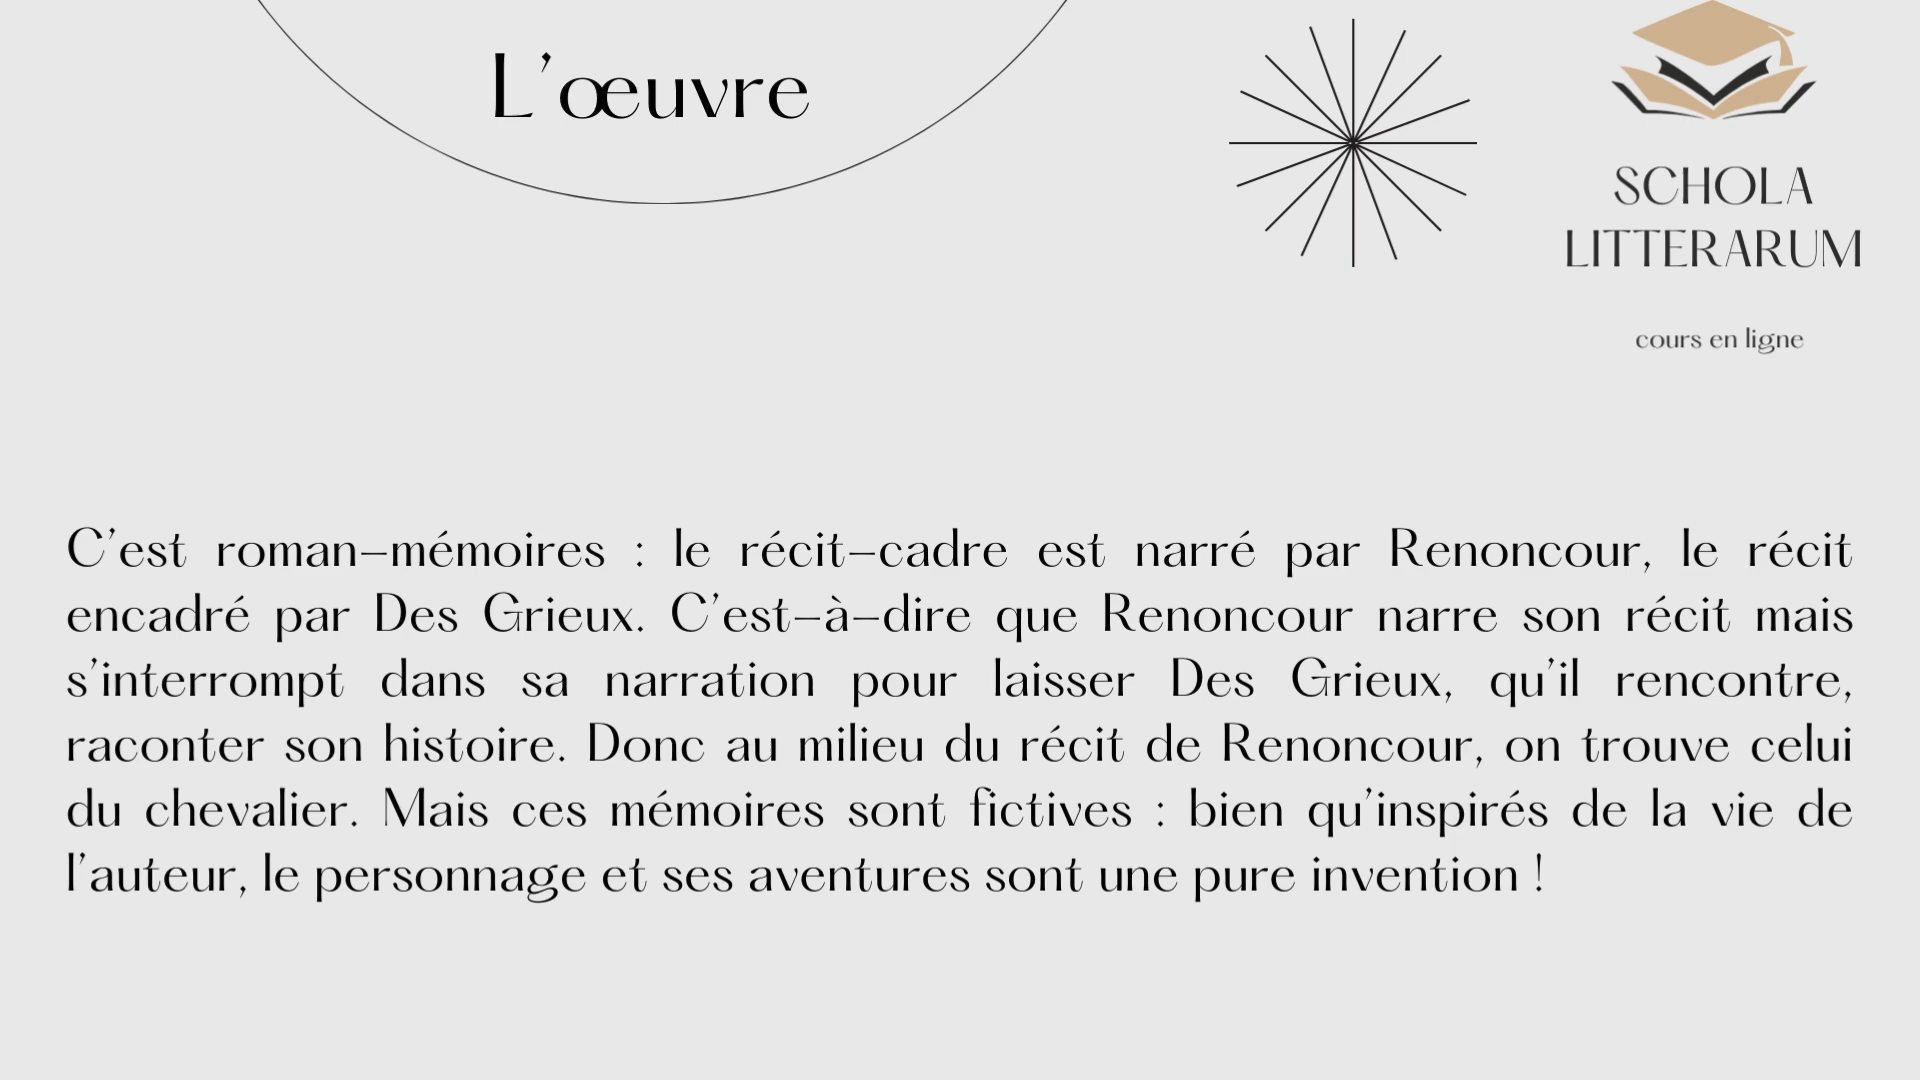 L’œuvre
SCHOLA
LITTERARUM
cours en ligne
C’est roman-mémoires : le récit-cadre est narré par Renoncour, le récit
encadré par Des Grieux. C’est-à-dire que Renoncour narre son récit mais
s’interrompt dans sa narration pour laisser Des Grieux, qu’il rencontre,
raconter son histoire. Donc au milieu du récit de Renoncour, on trouve celui
du chevalier. Mais ces mémoires sont fictives : bien qu’inspirés de la vie de
l’auteur, le personnage et ses aventures sont une pure invention !